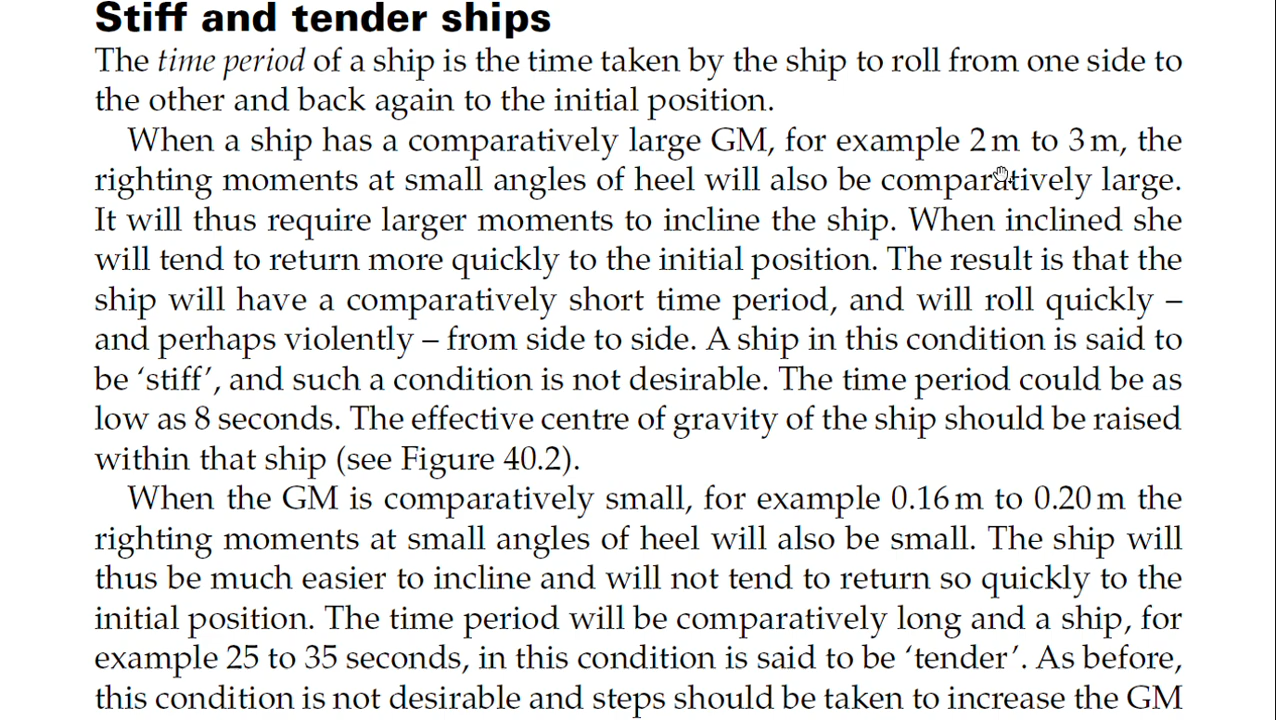 Stiff and tender ships
The time period of a ship is the time taken by the ship to roll from one side to
the other and back again to the initial position.
When a ship has a comparatively large GM, for example 2 m to 3 m, the
righting moments at small angles of heel will also be comparatively large.
It will thus require larger moments to incline the ship. When inclined she
will tend to return more quickly to the initial position. The result is that the
ship will have a comparatively short time period, and will roll quickly –
and perhaps violently – from side to side. A ship in this condition is said to
be ‘stiff’, and such a condition is not desirable. The time period could be as
low as 8 seconds. The effective centre of gravity of the ship should be raised
within that ship (see Figure 40.2).
When the GM is comparatively small, for example 0.16 m to 0.20 m the
righting moments at small angles of heel will also be small. The ship will
thus be much easier to incline and will not tend to return so quickly to the
initial position. The time period will be comparatively long and a ship, for
example 25 to 35 seconds, in this condition is said to be ‘tender’. As before,
this condition is not desirable and steps should be taken to increase the GM